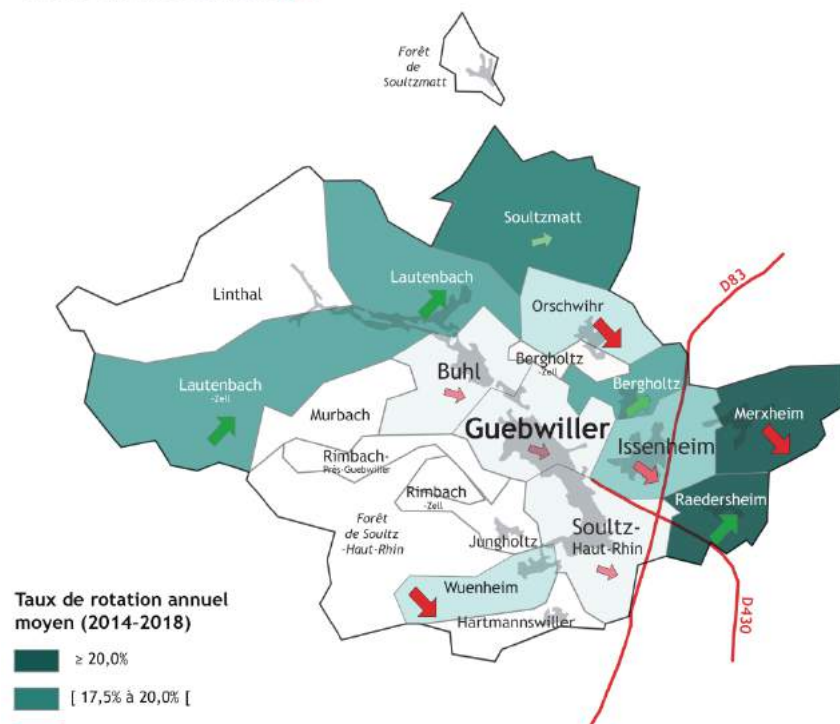 Forêt
de
Soultzmatt
Soultzmatt
D83
Linthal
Lautenbach
Orschwihr
Bergholtz
-Zell
Buhl
Bergholtz
Lautenbach
-Zell
Murbach
Guebwiller
Issenheim
Merxheim
Rimbach-
Près-Guebwiller
Rimbach
-Zell
Raedersheim
Forêt
de Soultz
-Haut-Rhin
Jungholtz
Soultz-
Haut-Rhin
Wuenheim
Hartmannswiller
D430
Taux de rotation annuel
moyen (2014-2018)
≥ 20,0%
[ 17,5% à 20,0% [